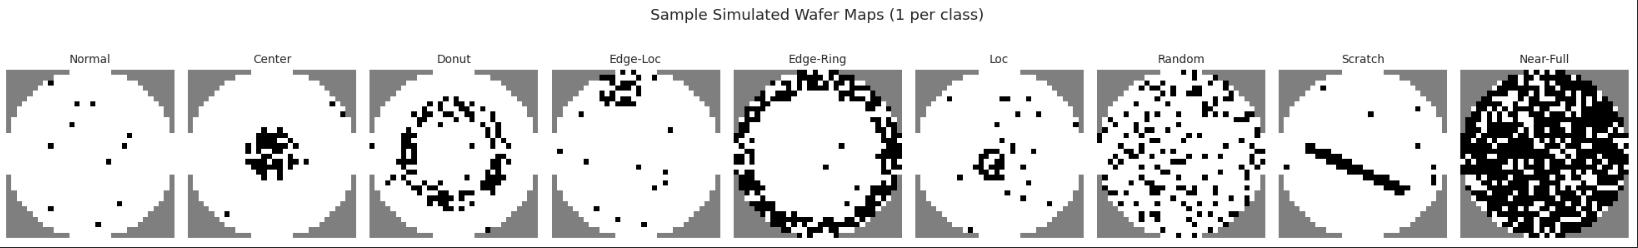 Sample Simulated Wafer Maps (1 per class)
Normal
Center
Donut
Edge-Loc
Edge-Ring
Loc
Random
Scratch
Near-Full